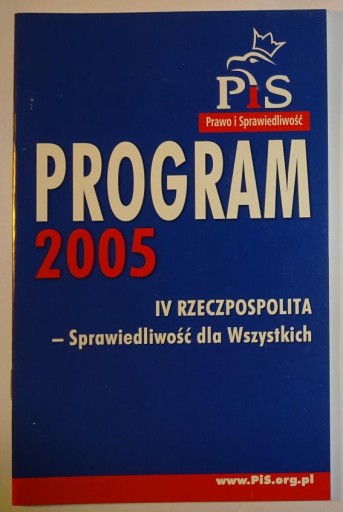 PiS
Prawo i Sprawiedliwość
PROGRAM
2005
IV RZECZPOSPOLITA
– Sprawiedliwość dla Wszystkich
www.PiS.org.pl